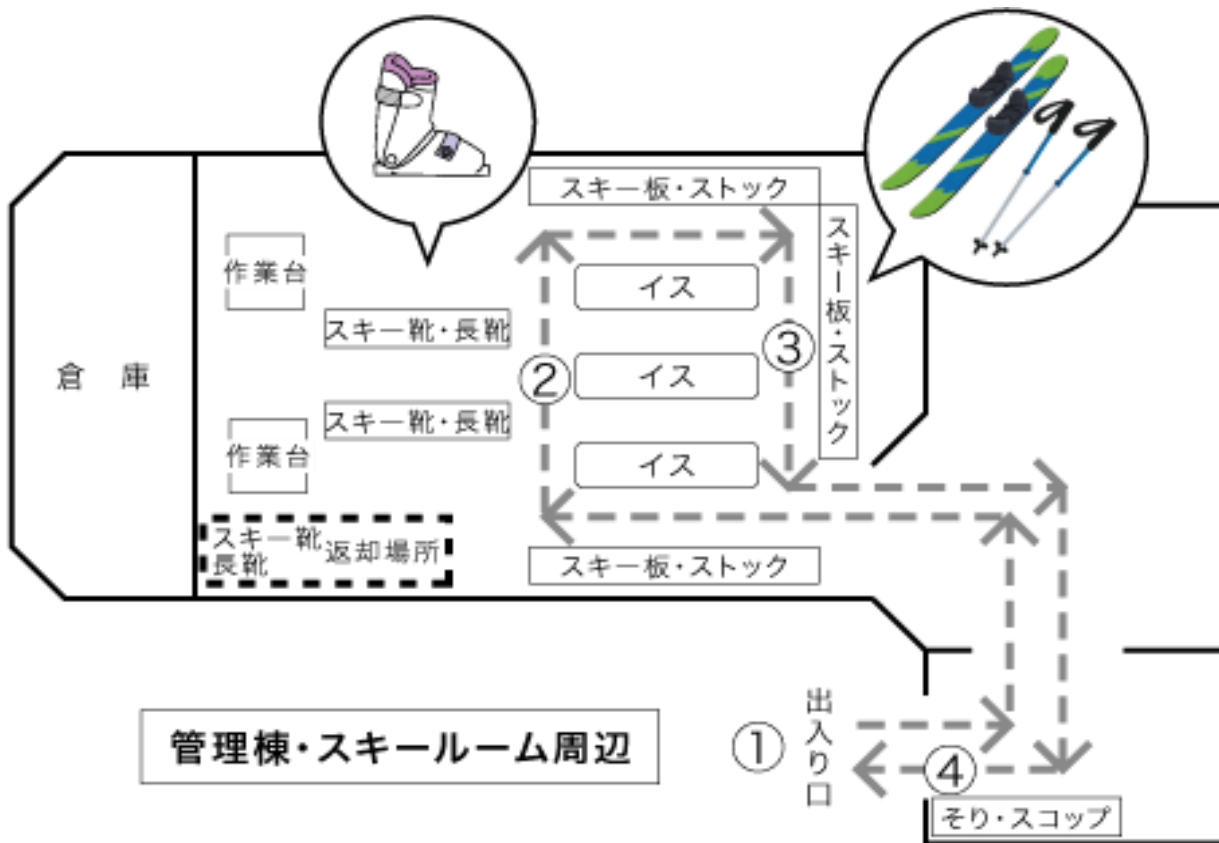 スキー板・ストック
作業台
イス
スキー板・ストック
スキー靴・長靴
③
倉庫
②
イス
スキー靴・長靴
作業台
イス
スキー靴
長靴
返却場所
スキー板・ストック
管理棟・スキールーム周辺
①
出入り口
④
そり・スコップ